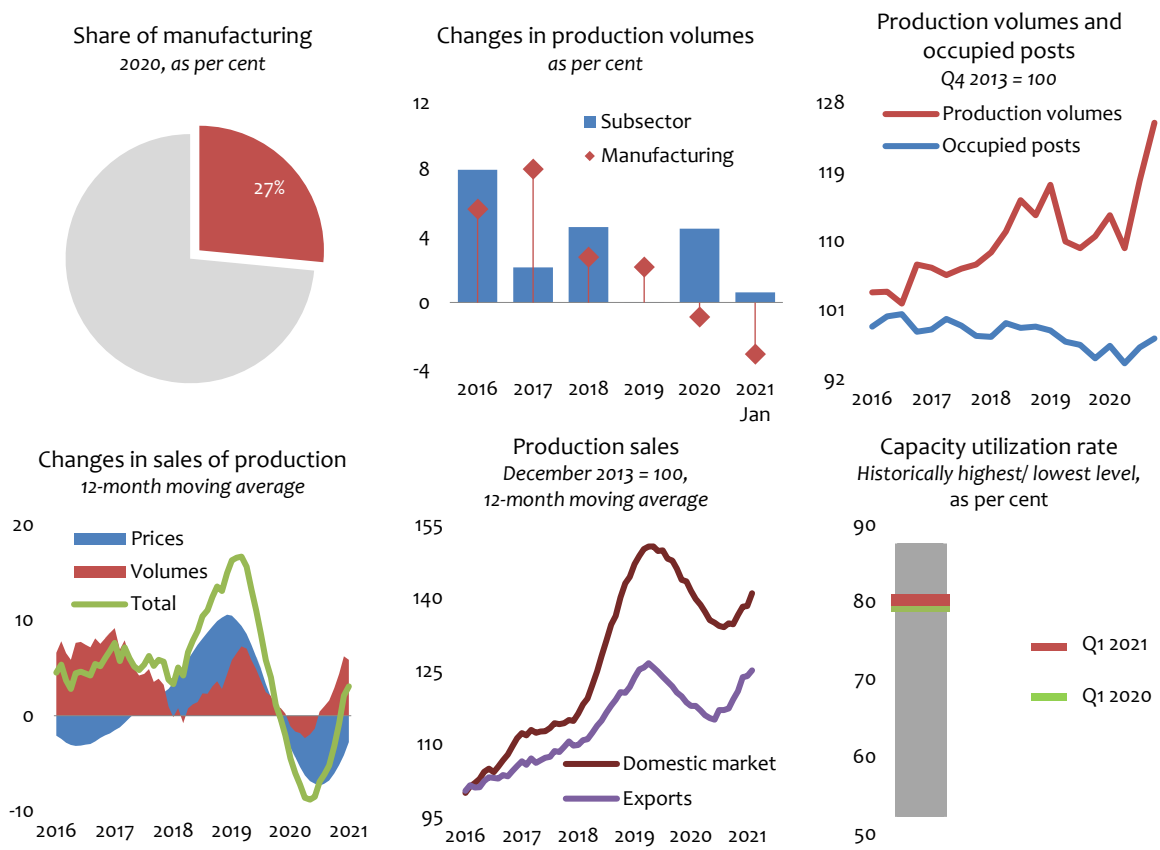 Share of manufacturing
2020, as per cent
27%
Changes in production volumes
as per cent
12
8
4
0
-4
Subsector
Manufacturing
2016 2017 2018 2019 2020 2021
Jan
Production volumes and
occupied posts
Q4 2013 = 100
128
119
110
101
92
Production volumes
Occupied posts
2016 2017 2018 2019 2020
Changes in sales of production
12-month moving average
20
10
0
-10
Prices
Volumes
Total
2016 2017 2018 2019 2020 2021
Production sales
December 2013 = 100,
12-month moving average
155
140
125
110
95
Domestic market
Exports
2016 2017 2018 2019 2020 2021
Capacity utilization rate
Historically highest/ lowest level,
as per cent
90
80
70
60
50
Q1 2021
Q1 2020